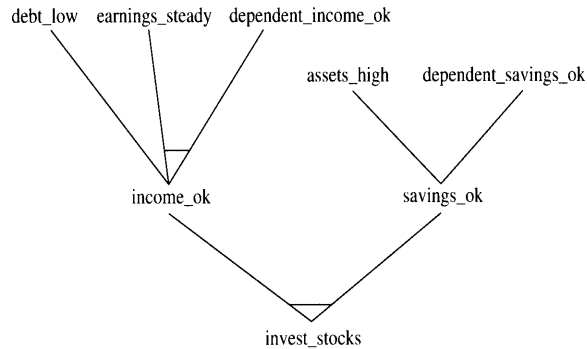 debt_low earnings_steady dependent_income_ok
assets_high dependent_savings_ok
income_ok savings_ok
invest_stocks